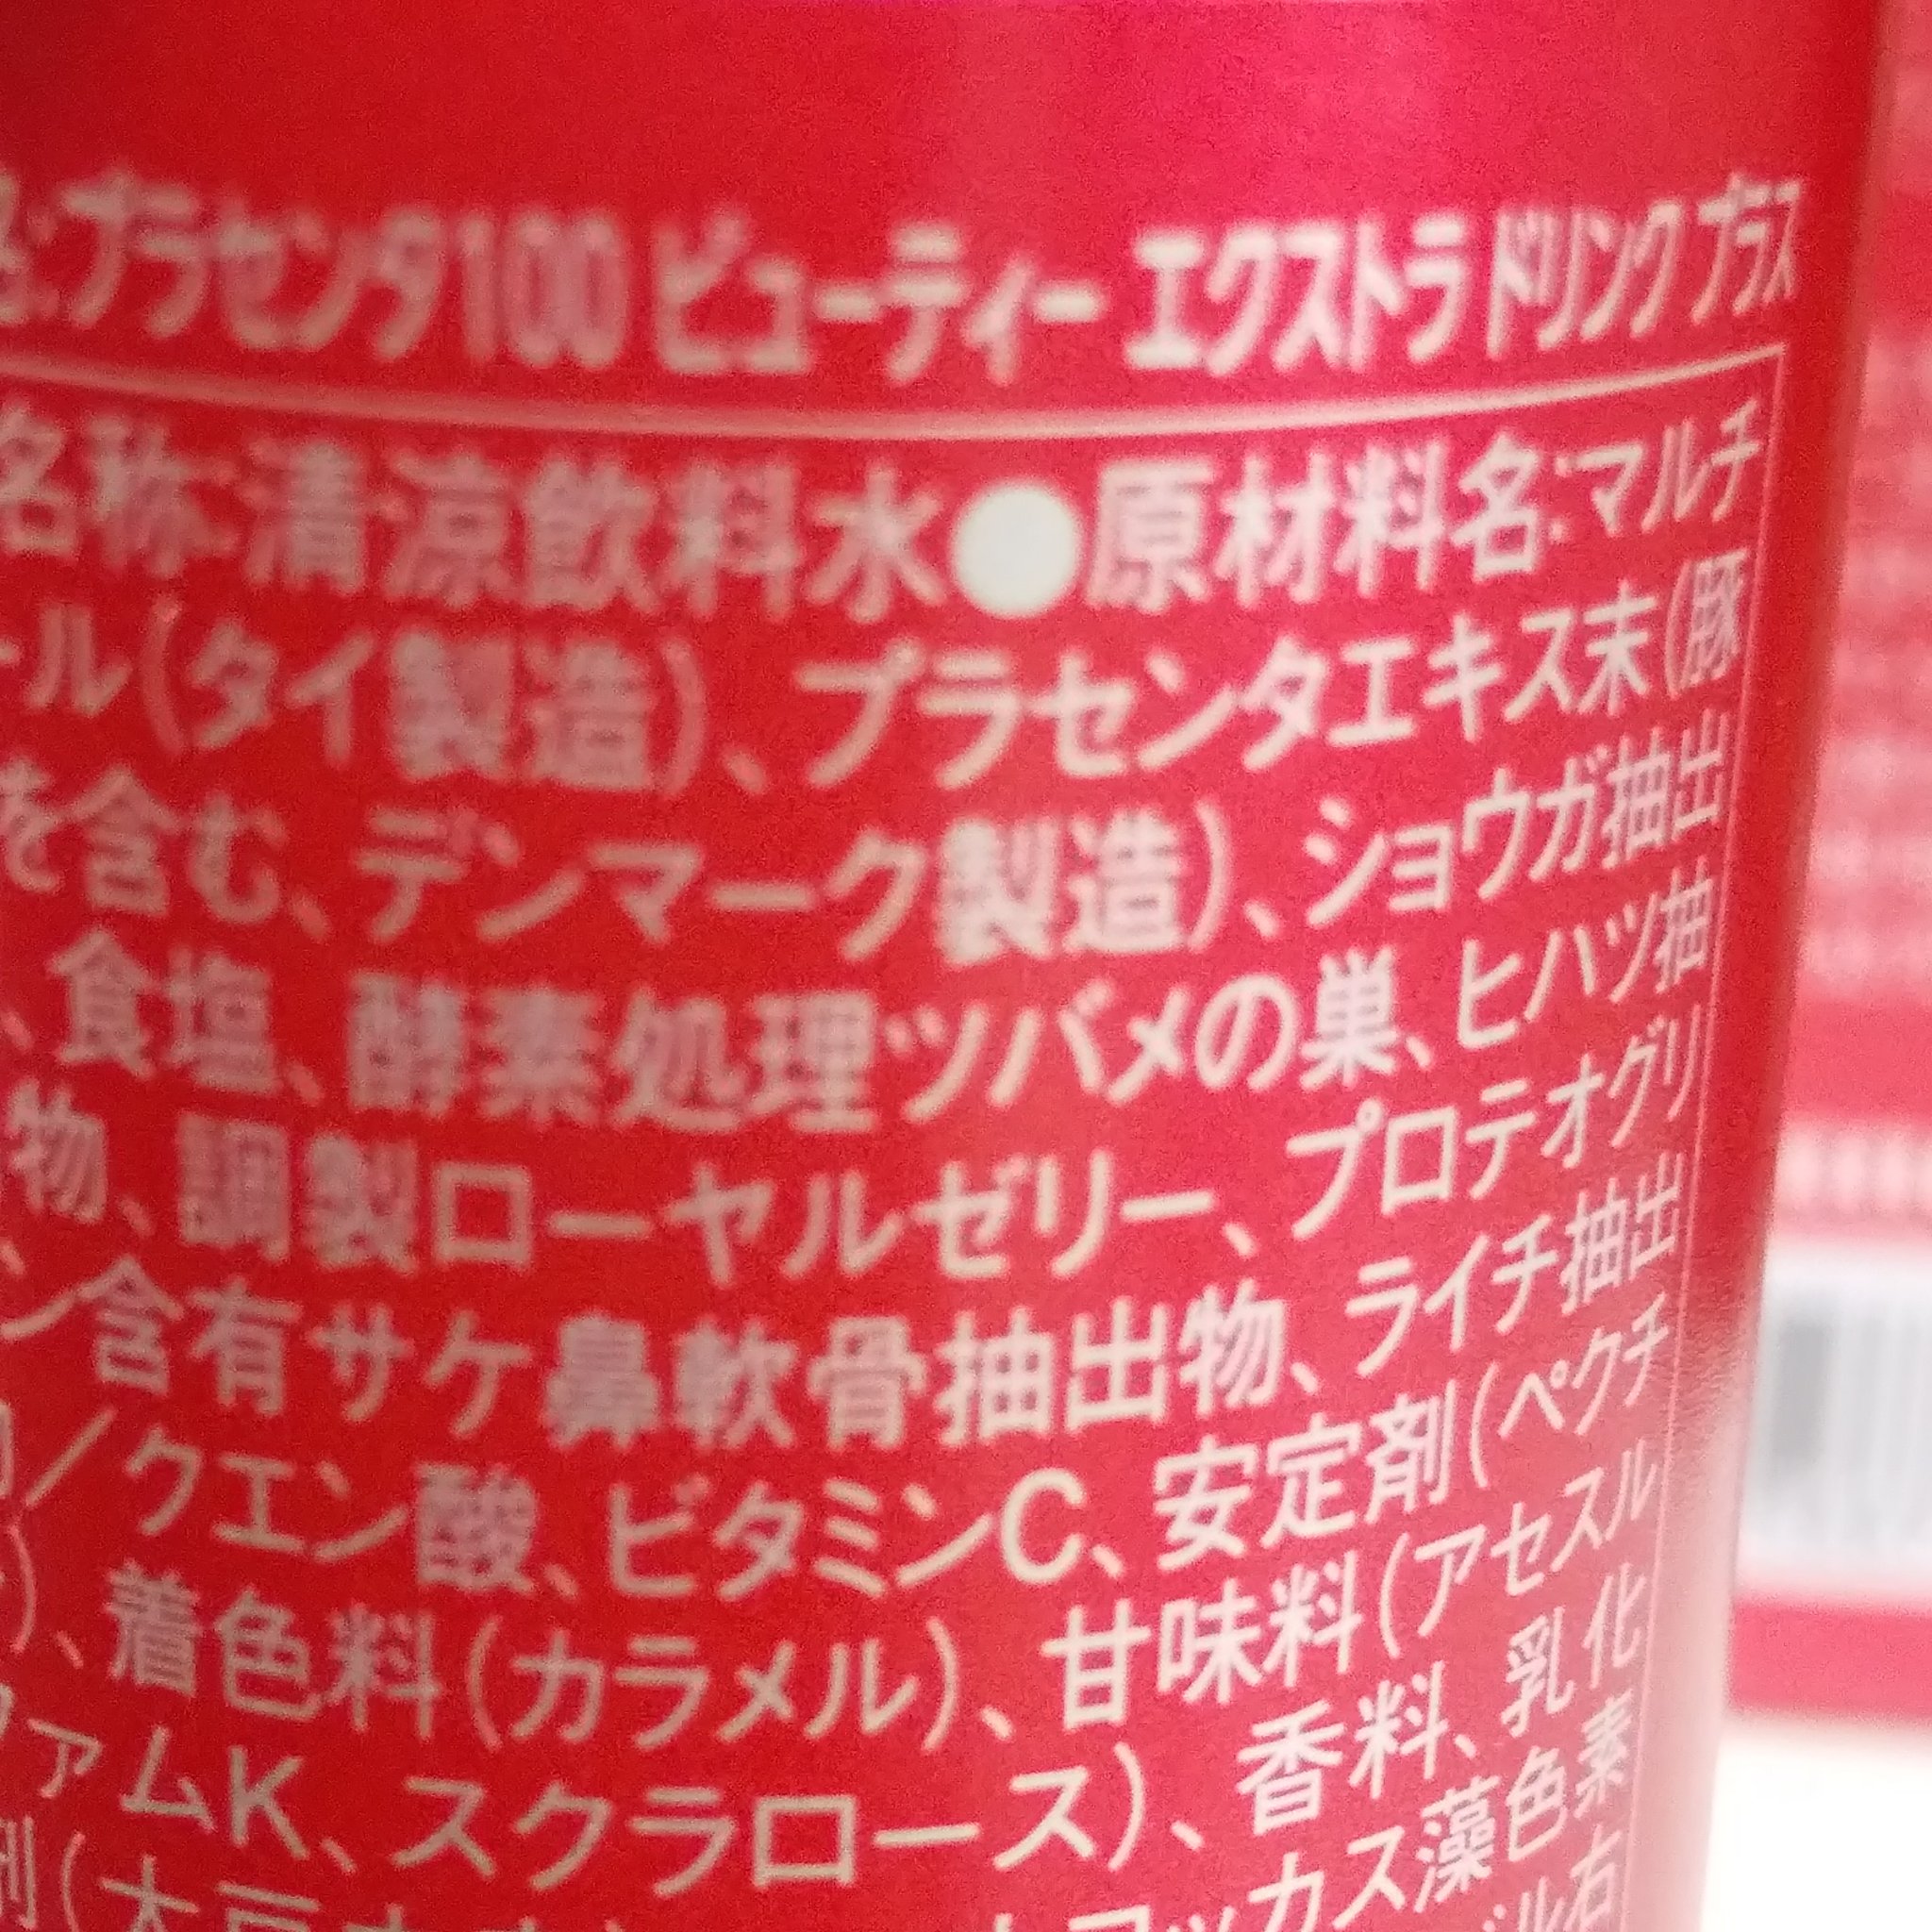 プラセンタ100 ビューティー エクストラ ドリンク プラス
名称:清涼飲料水●原材料名:マルチ
ール(タイ製造)、プラセンタエキス末(豚
を含む、デンマーク製造)、ショウガ抽出
、食塩、酵素処理ツバメの巣、ヒハツ抽
物、調製ローヤルゼリー、プロテオグリ
ン含有サケ鼻軟骨抽出物、ライチ抽出
/クエン酸、ビタミンC、安定剤(ペクチ
)、着色料(カラメル)、甘味料(アセスル
ファムK、スクラロース)、香料、乳化
剤(大豆 コッカス藻色素